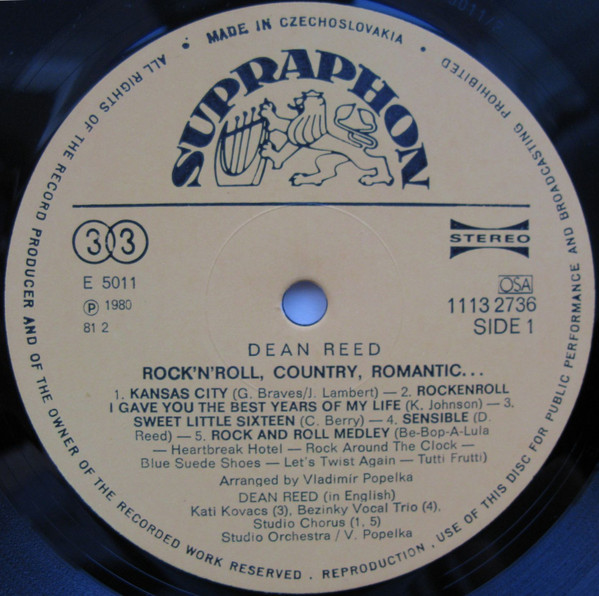 • MADE IN CZECHOSLOVAKIA •
ALL RIGHTS OF THE RECORD PRODUCER AND OF THE OWNER OF THE RECORDED WORK RESERVED . REPRODUCTION , USE OF THIS DISC FOR PUBLIC PERFORMANCE AND BROADCASTING PROHIBITED
SUPRAPHON
33
STEREO
E 5011
OSA
Ⓟ 1980
1113 2736
81 2
SIDE 1
DEAN REED
ROCK'N'ROLL, COUNTRY, ROMANTIC...
1. KANSAS CITY (G. Braves/J. Lambert) — 2. ROCKENROLL
I GAVE YOU THE BEST YEARS OF MY LIFE (K. Johnson) — 3.
SWEET LITTLE SIXTEEN (C. Berry) — 4. SENSIBLE (D.
Reed) — 5. ROCK AND ROLL MEDLEY (Be-Bop-A-Lula
— Heartbreak Hotel — Rock Around The Clock —
Blue Suede Shoes — Let's Twist Again — Tutti Frutti)
Arranged by Vladimír Popelka
DEAN REED (in English)
Kati Kovacs (3), Bezinky Vocal Trio (4),
Studio Chorus (1, 5)
Studio Orchestra / V. Popelka